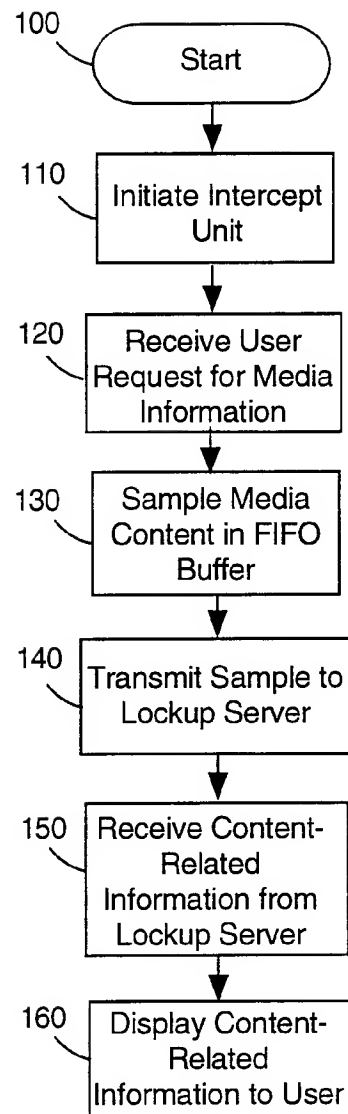 100
Start
110
Initiate Intercept
Unit
120
Receive User
Request for Media
Information
130
Sample Media
Content in FIFO
Buffer
140
Transmit Sample to
Lockup Server
150
Receive Content-
Related
Information from
Lockup Server
160
Display Content-
Related
Information to User